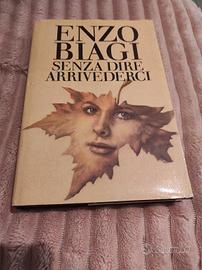 ENZO
BIAGI
SENZA DIRE
ARRIVEDERCI